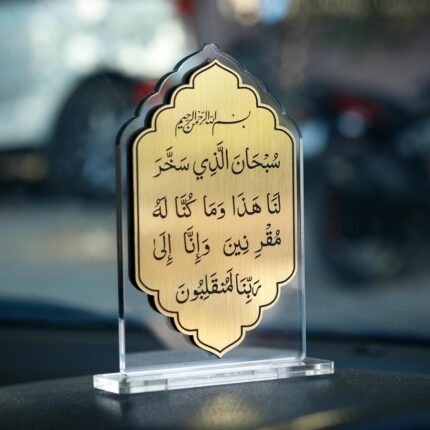 بسم الله الرحمن الرحيم
سُبْحَانَ الَّذِي سَخَّرَ
لَنَا هَذَا وَمَا كُنَّا لَهُ
مُقْرِنِينَ وَإِنَّا إِلَى
رَبِّنَا لَمُنقَلِبُونَ